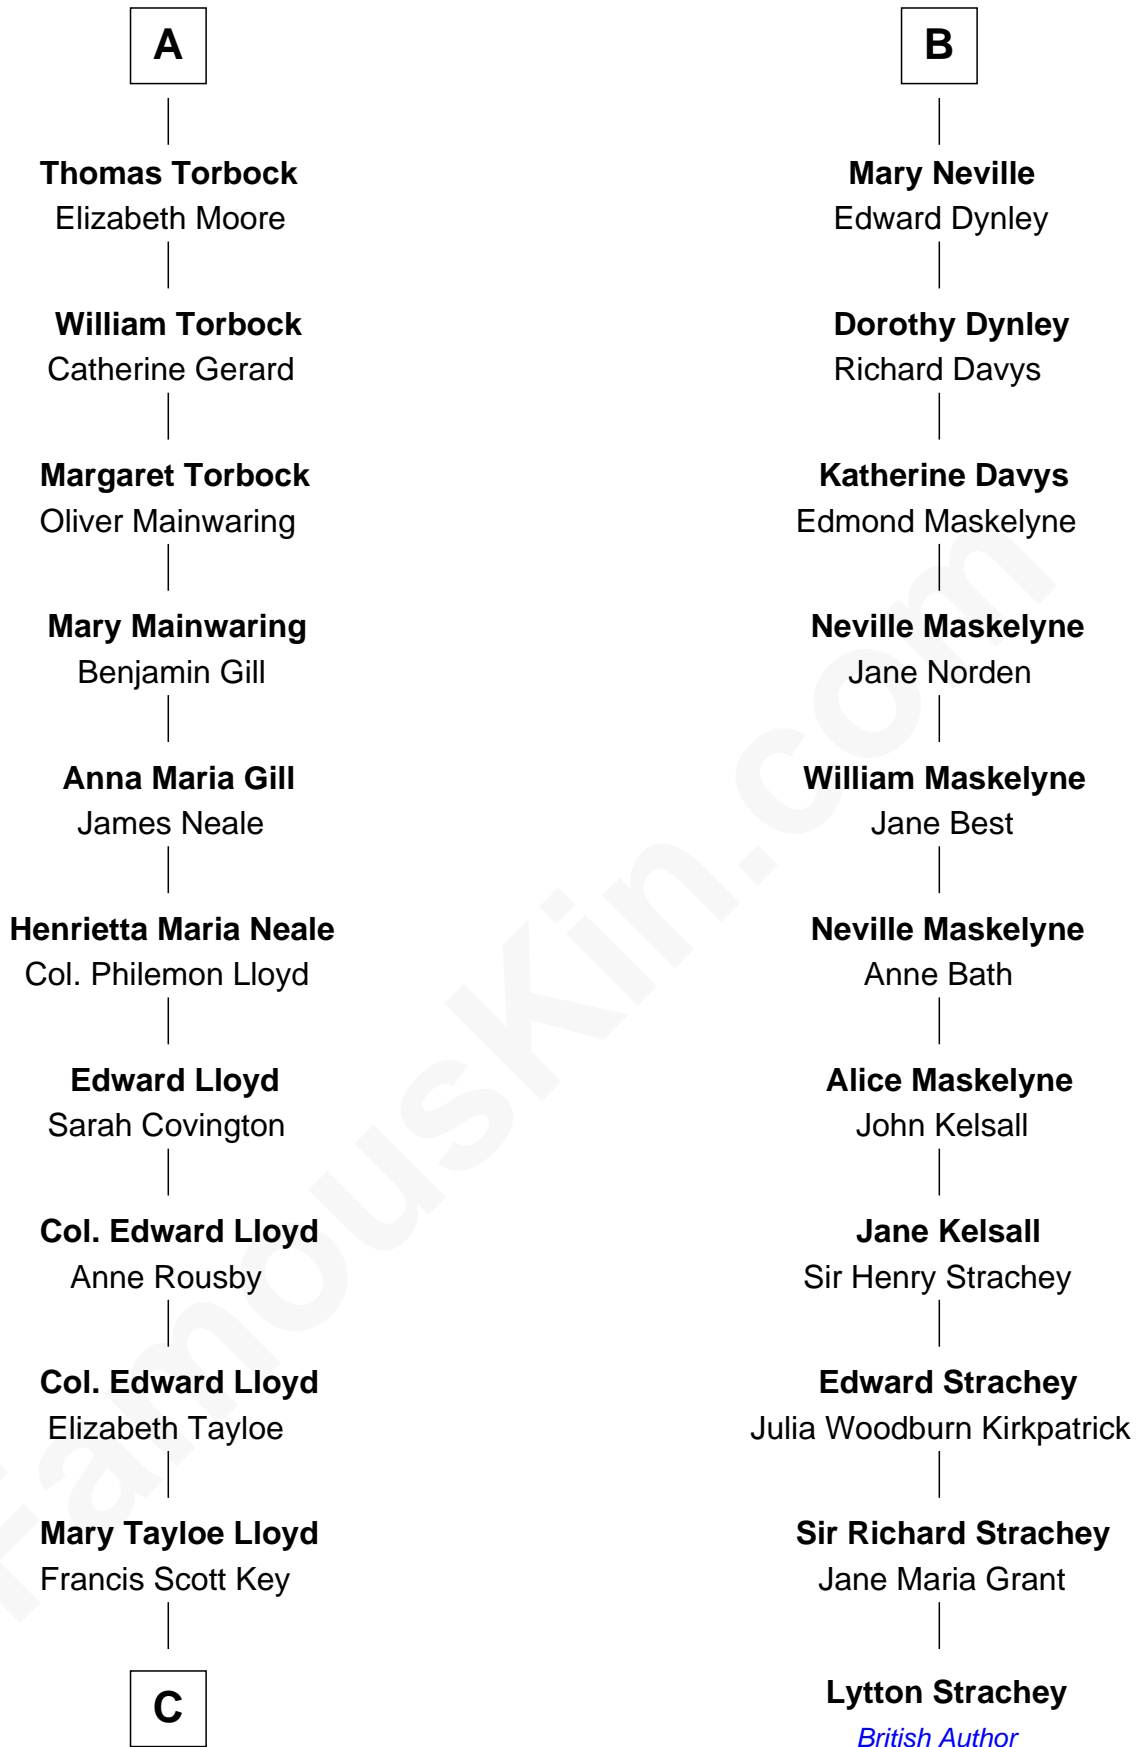 A
Thomas Torbock
Elizabeth Moore
William Torbock
Catherine Gerard
Margaret Torbock
Oliver Mainwaring
Mary Mainwaring
Benjamin Gill
Anna Maria Gill
James Neale
Henrietta Maria Neale
Col. Philemon Lloyd
Edward Lloyd
Sarah Covington
Col. Edward Lloyd
Anne Rousby
Col. Edward Lloyd
Elizabeth Tayloe
Mary Tayloe Lloyd
Francis Scott Key
C
B
Mary Neville
Edward Dynley
Dorothy Dynley
Richard Davys
Katherine Davys
Edmond Maskelyne
Neville Maskelyne
Jane Norden
William Maskelyne
Jane Best
Neville Maskelyne
Anne Bath
Alice Maskelyne
John Kelsall
Jane Kelsall
Sir Henry Strachey
Edward Strachey
Julia Woodburn Kirkpatrick
Sir Richard Strachey
Jane Maria Grant
Lytton Strachey
British Author
FamousKin.com